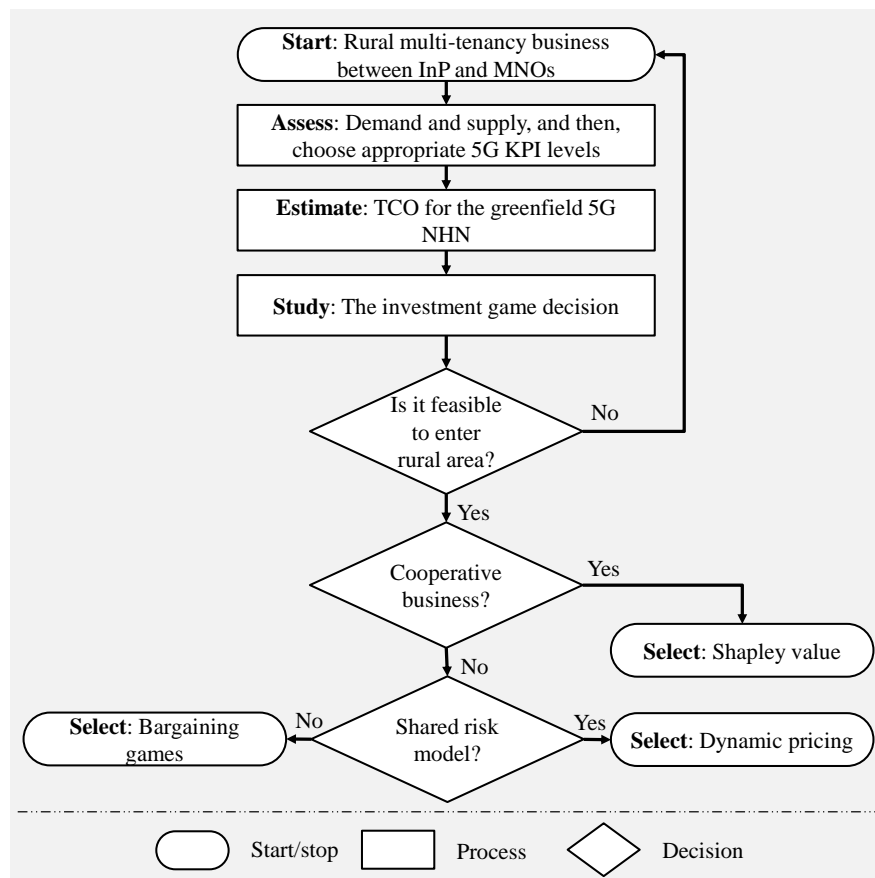 Start: Rural multi-tenancy business
between InP and MNOs
Assess: Demand and supply, and then,
choose appropriate 5G KPI levels
Estimate: TCO for the greenfield 5G
NHN
Study: The investment game decision
Is it feasible
to enter
rural area?
No
Yes
Cooperative
business?
Yes
Select: Shapley value
No
Shared risk
model?
No
Select: Bargaining
games
Yes
Select: Dynamic pricing
Start/stop
Process
Decision